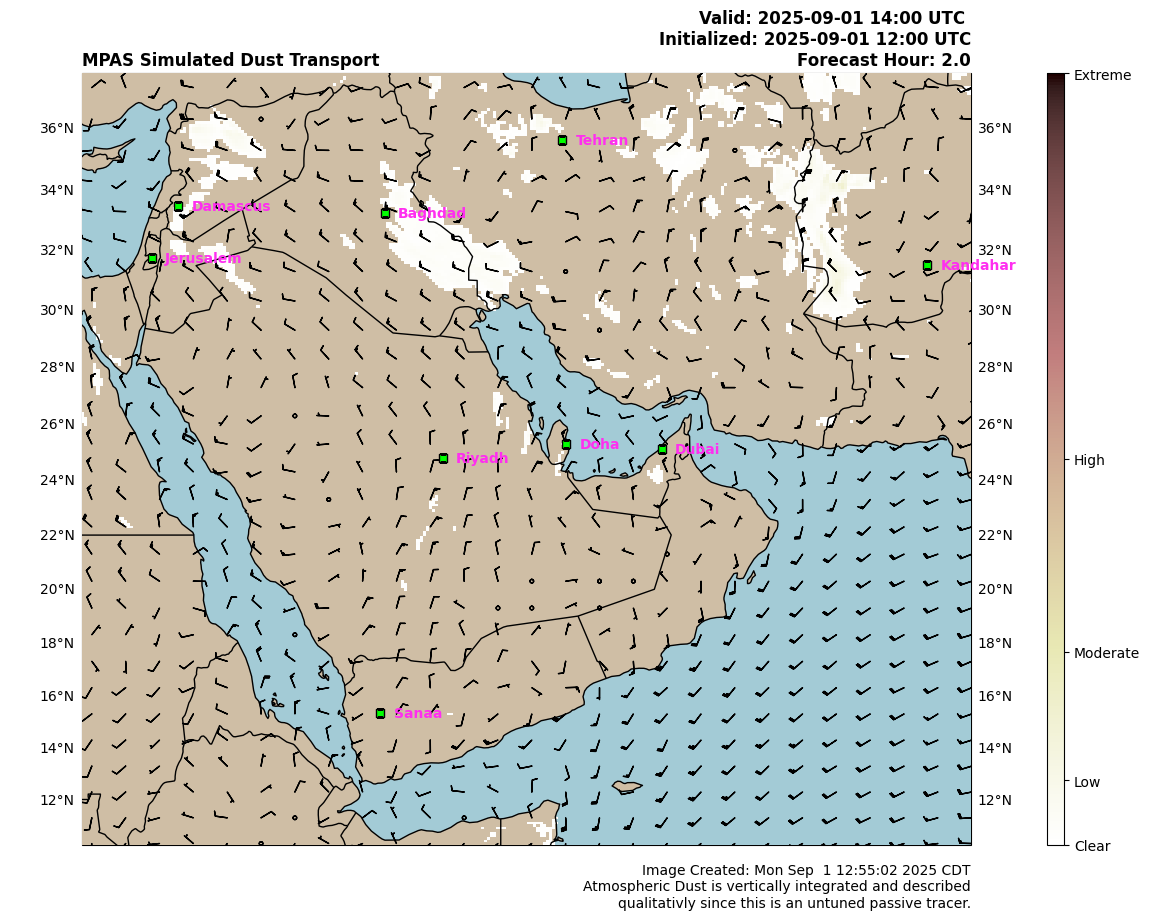 Valid: 2025-09-01 14:00 UTC
Initialized: 2025-09-01 12:00 UTC
MPAS Simulated Dust Transport
Forecast Hour: 2.0
Extreme
High
Moderate
Low
Clear
36°N
36°N
34°N
34°N
32°N
32°N
30°N
30°N
28°N
28°N
26°N
26°N
24°N
24°N
22°N
22°N
20°N
20°N
18°N
18°N
16°N
16°N
14°N
14°N
12°N
12°N
Tehran
Damascus
Baghdad
Jerusalem
Kandahar
Doha
Dubai
Riyadh
Sanaa
Image Created: Mon Sep  1 12:55:02 2025 CDT
Atmospheric Dust is vertically integrated and described
qualitativly since this is an untuned passive tracer.